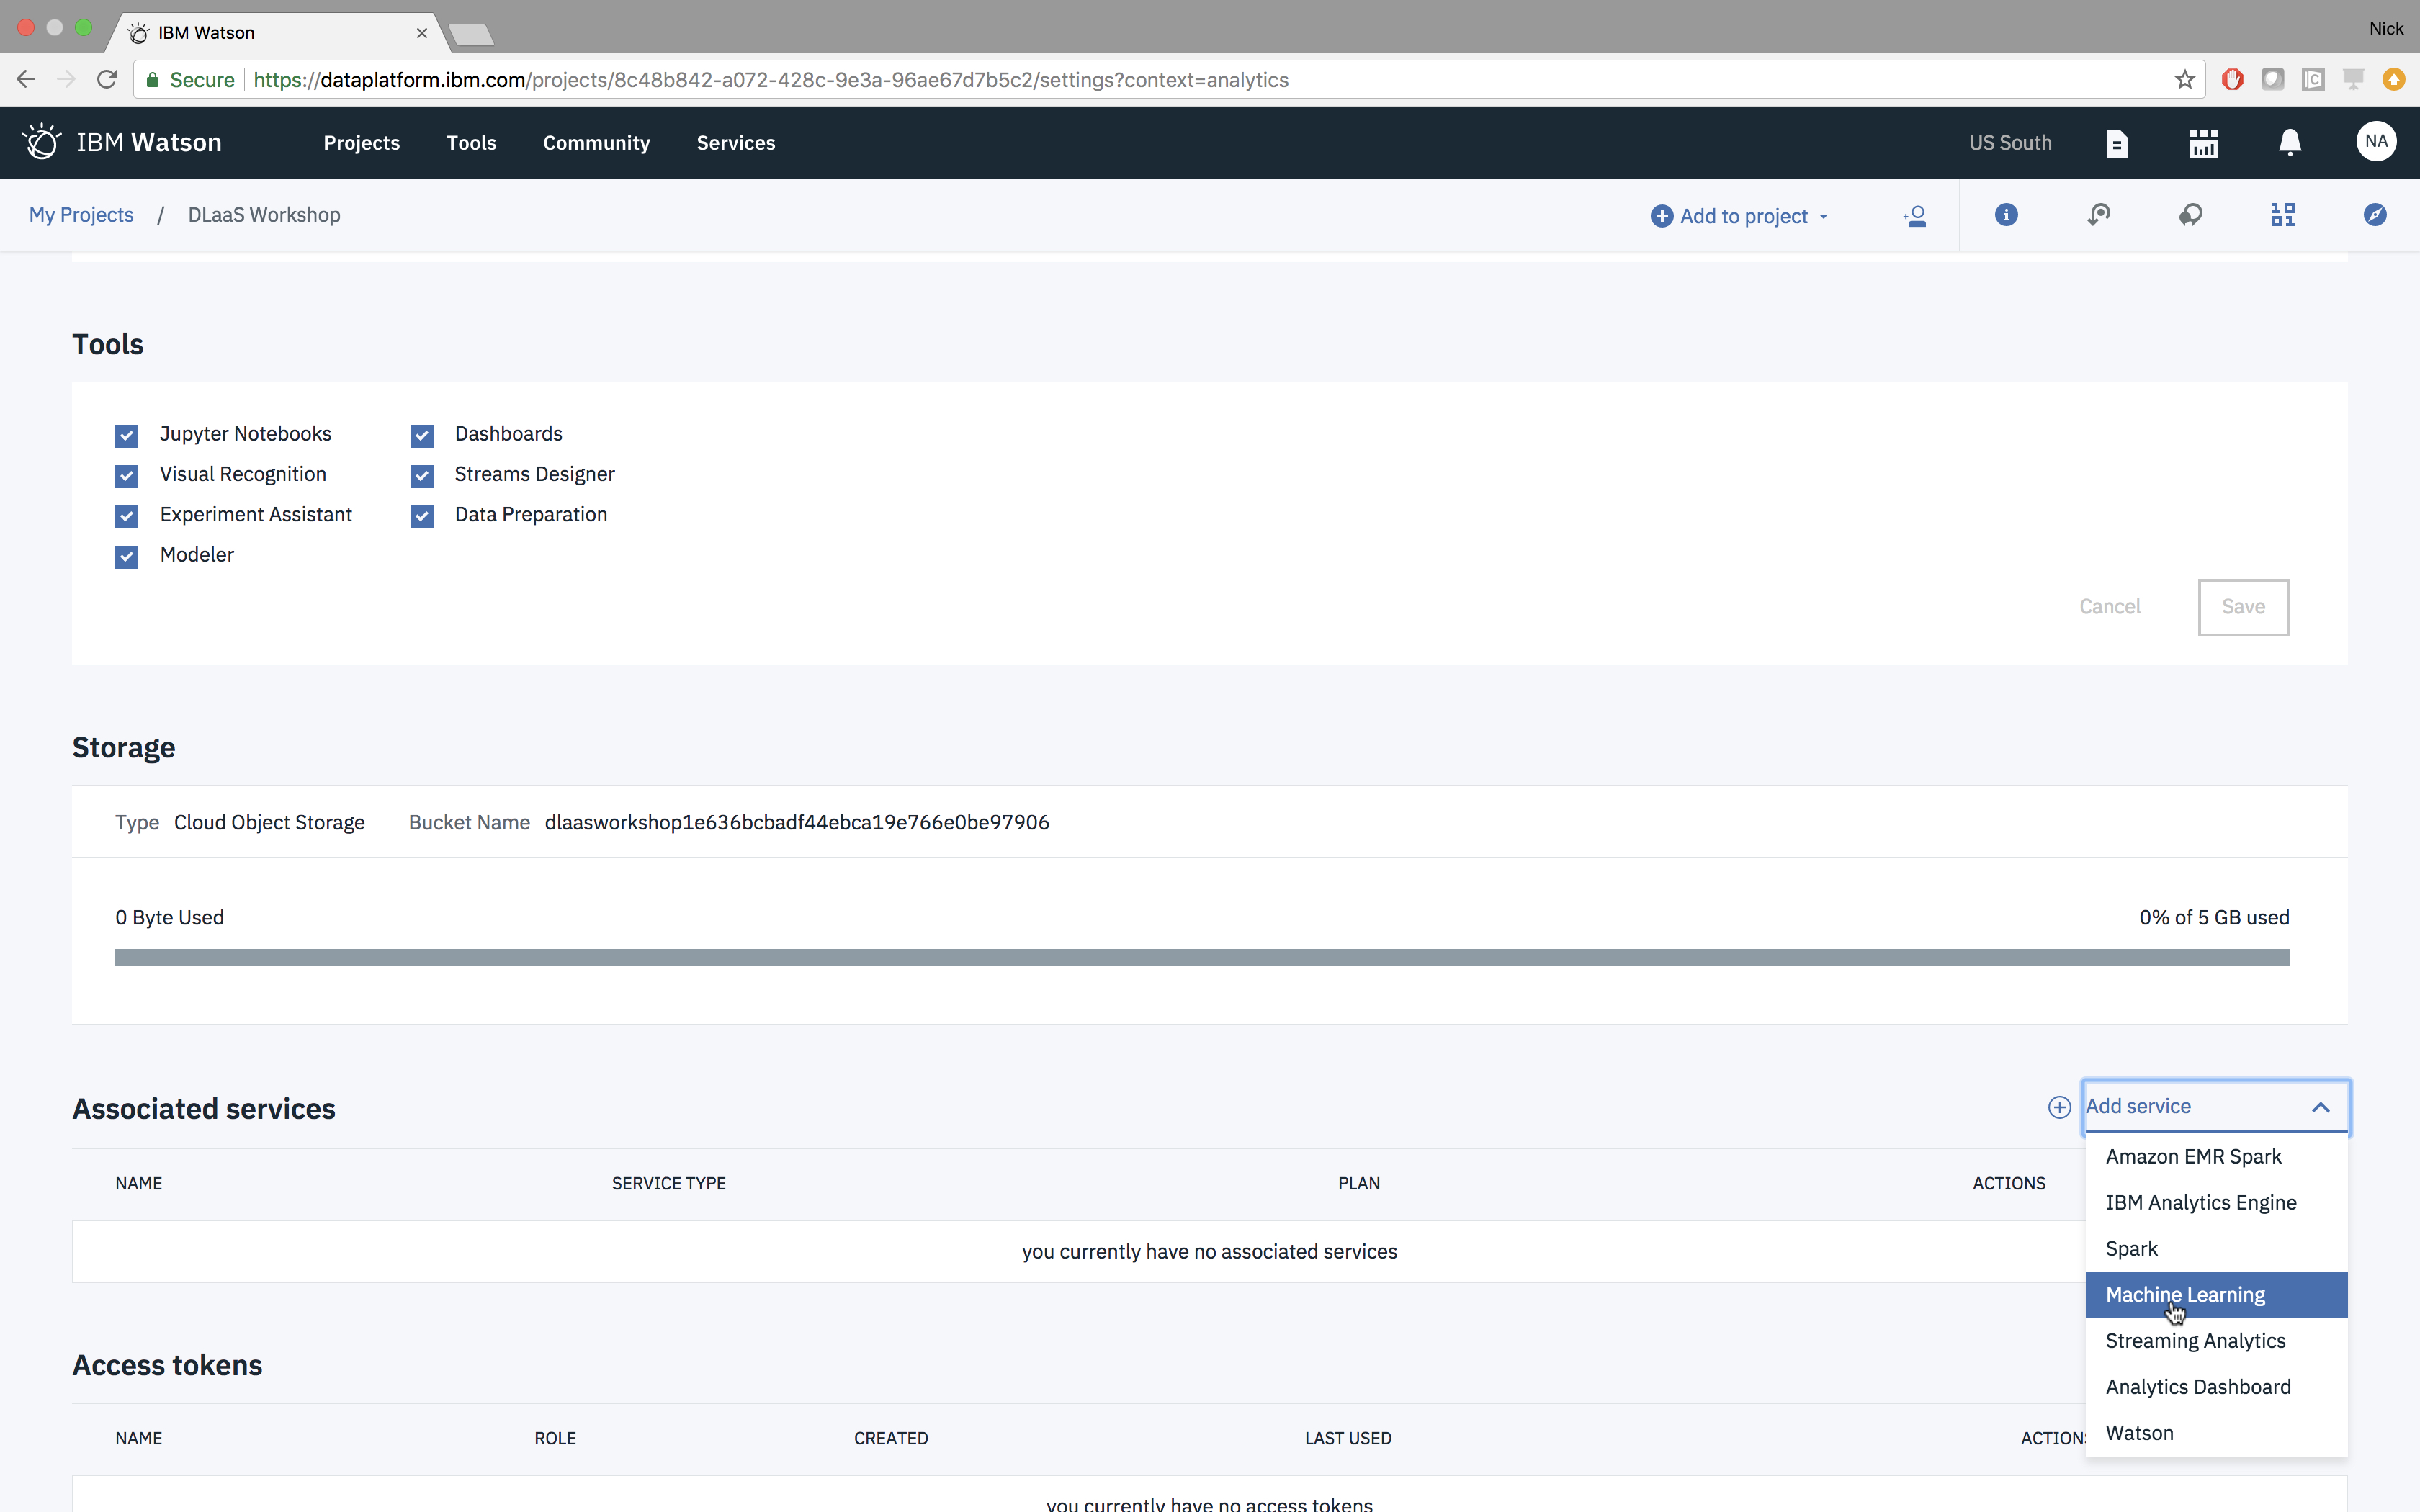 IBM Watson
Nick
Secure https://dataplatform.ibm.com/projects/8c48b842-a072-428c-9e3a-96ae67d7b5c2/settings?context=analytics
IBM Watson Projects Tools Community Services US South NA
My Projects / DLaaS Workshop Add to project
Tools
Jupyter Notebooks Dashboards
Visual Recognition Streams Designer
Experiment Assistant Data Preparation
Modeler
Cancel Save
Storage
Type Cloud Object Storage Bucket Name dlaasworkshop1e636bcbadf44ebca19e766e0be97906
0 Byte Used 0% of 5 GB used
Associated services Add service
Amazon EMR Spark
NAME SERVICE TYPE PLAN ACTIONS
IBM Analytics Engine
you currently have no associated services
Spark
Machine Learning
Streaming Analytics
Access tokens
Analytics Dashboard
NAME ROLE CREATED LAST USED ACTIONS
Watson
you currently have no access tokens